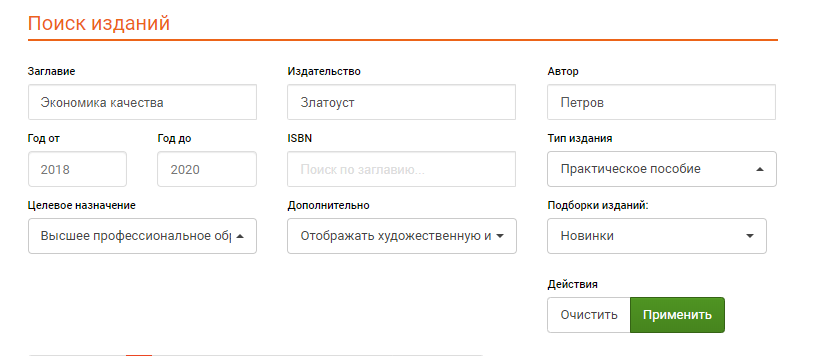 Поиск изданий
Заглавие Издательство Автор
Экономика качества Златоуст Петров
Год от Год до ISBN Тип издания
2018 2020 Поиск по заглавию... Практическое пособие
Целевое назначение Дополнительно Подборки изданий:
Высшее профессиональное об Отображать художественную и Новинки
Действия
Очистить Применить